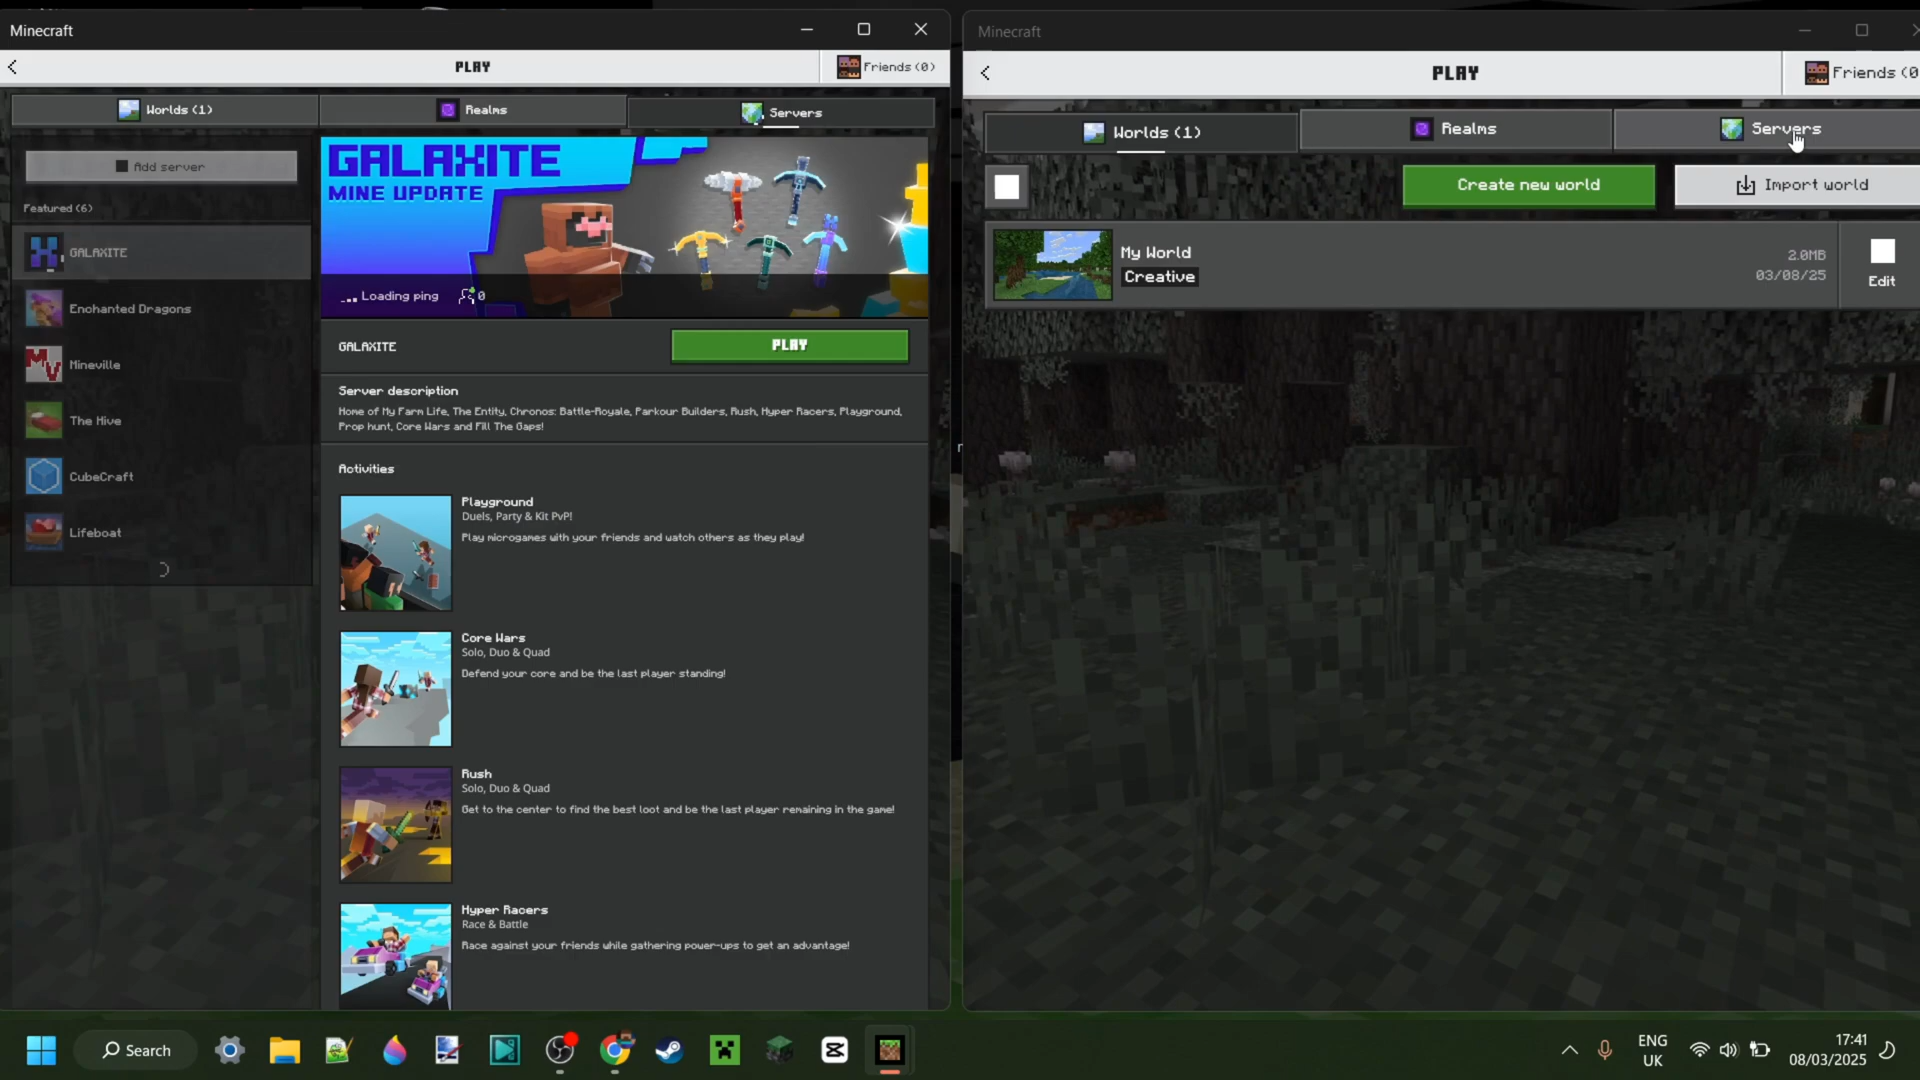 Minecraft
PLAY
Friends (0)
Worlds (1)
Realms
Servers
Add server
Featured (6)
GALAXITE
Enchanted Dragons
Mineville
The Hive
CubeCraft
Lifeboat
GALAXITE
MINE UPDATE
Loading ping
0
GALAXITE
PLAY
Server description
Home of My Farm Life, The Entity, Chronos: Battle-Royale, Parkour Builders, Rush, Hyper Racers, Playground,
Prop hunt, Core Wars and Fill The Gaps!
Activities
Playground
Duels, Party & Kit PvP!
Play microgames with your friends and watch others as they play!
Core Wars
Solo, Duo & Quad
Defend your core and be the last player standing!
Rush
Solo, Duo & Quad
Get to the center to find the best loot and be the last player remaining in the game!
Hyper Racers
Race & Battle
Race against your friends while gathering power-ups to get an advantage!
Minecraft
PLAY
Friends (0
Worlds (1)
Realms
Servers
Create new world
Import world
My World
Creative
2.0MB
03/08/25
Edit
Search
ENG
UK
17:41
08/03/2025